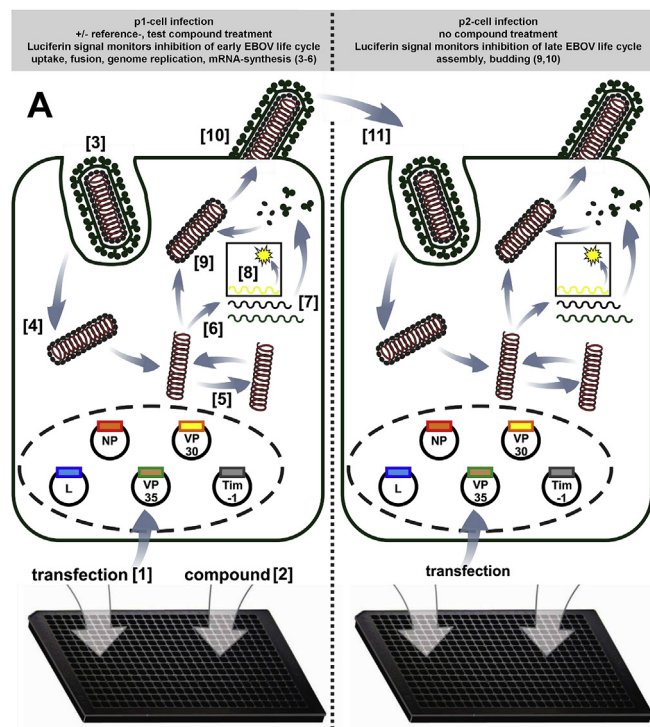 p1-cell infection
+/- reference-, test compound treatment
Luciferin signal monitors inhibition of early EBOV life cycle
uptake, fusion, genome replication, mRNA-synthesis (3-6)
p2-cell infection
no compound treatment
Luciferin signal monitors inhibition of late EBOV life cycle
assembly, budding (9,10)
A
[3]
[10]
[9]
[8]
[7]
[4]
[6]
[5]
NP
VP
30
L
VP
35
Tim
-1
transfection [1]
compound [2]
[11]
NP
VP
30
L
VP
35
Tim
-1
transfection